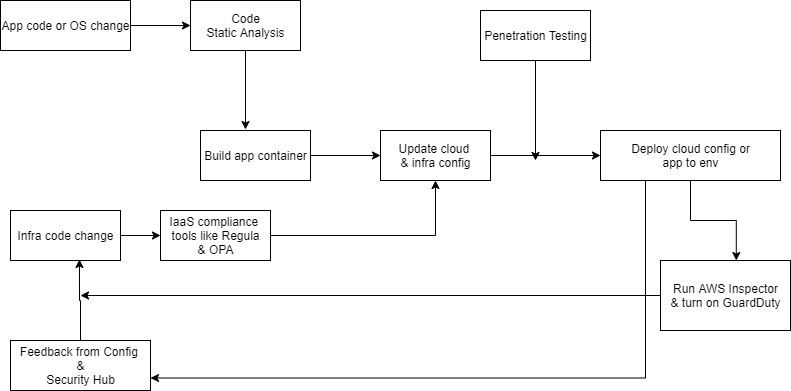 App code or OS change
Code
Static Analysis
Penetration Testing
Build app container
Update cloud
& infra config
Deploy cloud config or
app to env
Infra code change
IaaS compliance
tools like Regula
& OPA
Run AWS Inspector
& turn on GuardDuty
Feedback from Config
&
Security Hub